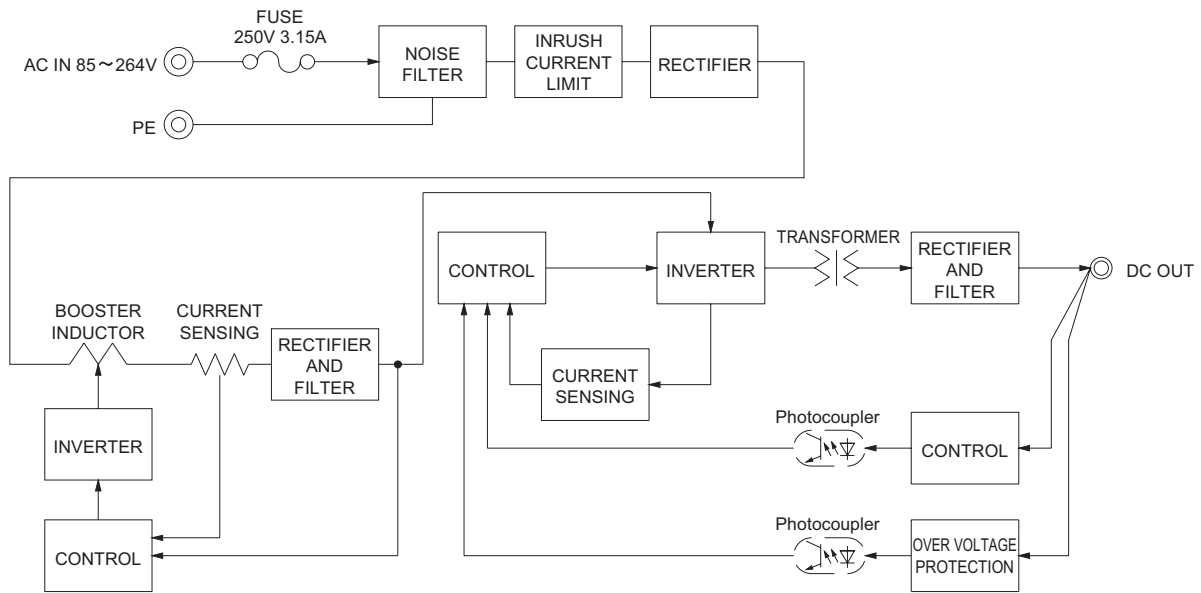 FUSE
250V 3.15A
AC IN 85～264V
NOISE
FILTER
INRUSH
CURRENT
LIMIT
RECTIFIER
PE
CONTROL
INVERTER
TRANSFORMER
RECTIFIER
AND
FILTER
DC OUT
BOOSTER
INDUCTOR
CURRENT
SENSING
RECTIFIER
AND
FILTER
CURRENT
SENSING
INVERTER
Photocoupler
CONTROL
CONTROL
Photocoupler
OVER VOLTAGE
PROTECTION